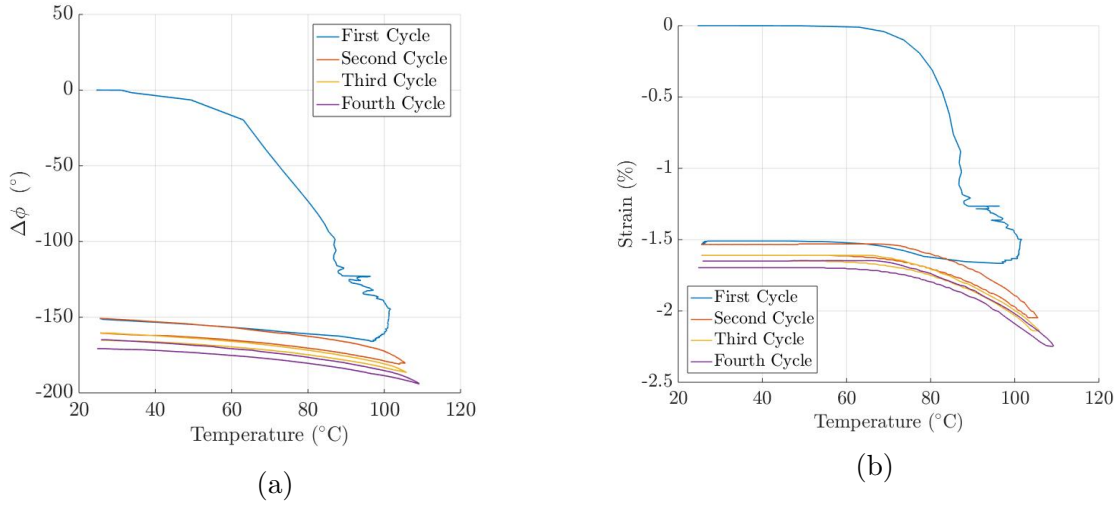 50
0
-50
-100
-150
-200
20
40
60
80
100
120
Δϕ (°)
Temperature (°C)
First Cycle
Second Cycle
Third Cycle
Fourth Cycle
(a)
0
-0.5
-1
-1.5
-2
-2.5
20
40
60
80
100
120
Strain (%)
Temperature (°C)
First Cycle
Second Cycle
Third Cycle
Fourth Cycle
(b)